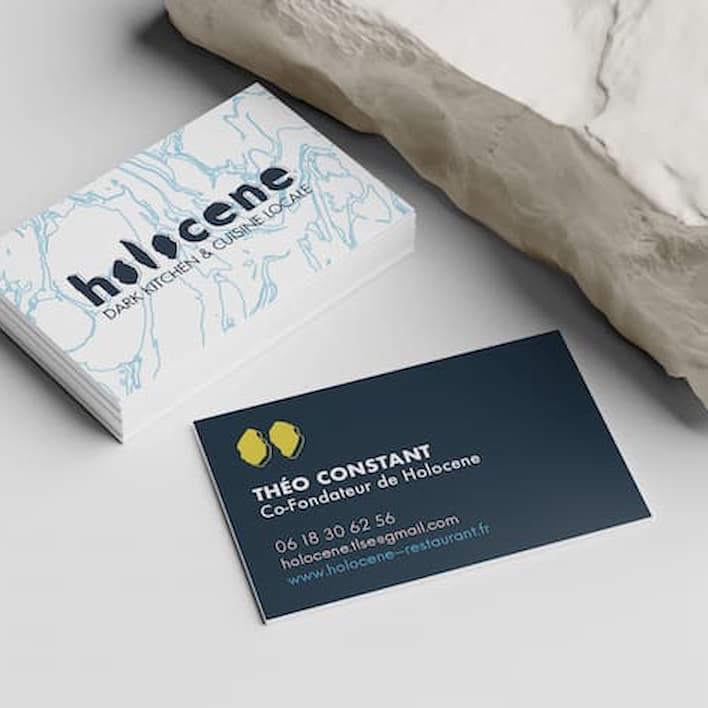 holocene
DARK KITCHEN & CUISINE LOCALE
THÉO CONSTANT
Co-Fondateur de Holocene
06 18 30 62 56
holocene.tlse@gmail.com
www.holocene-restaurant.fr